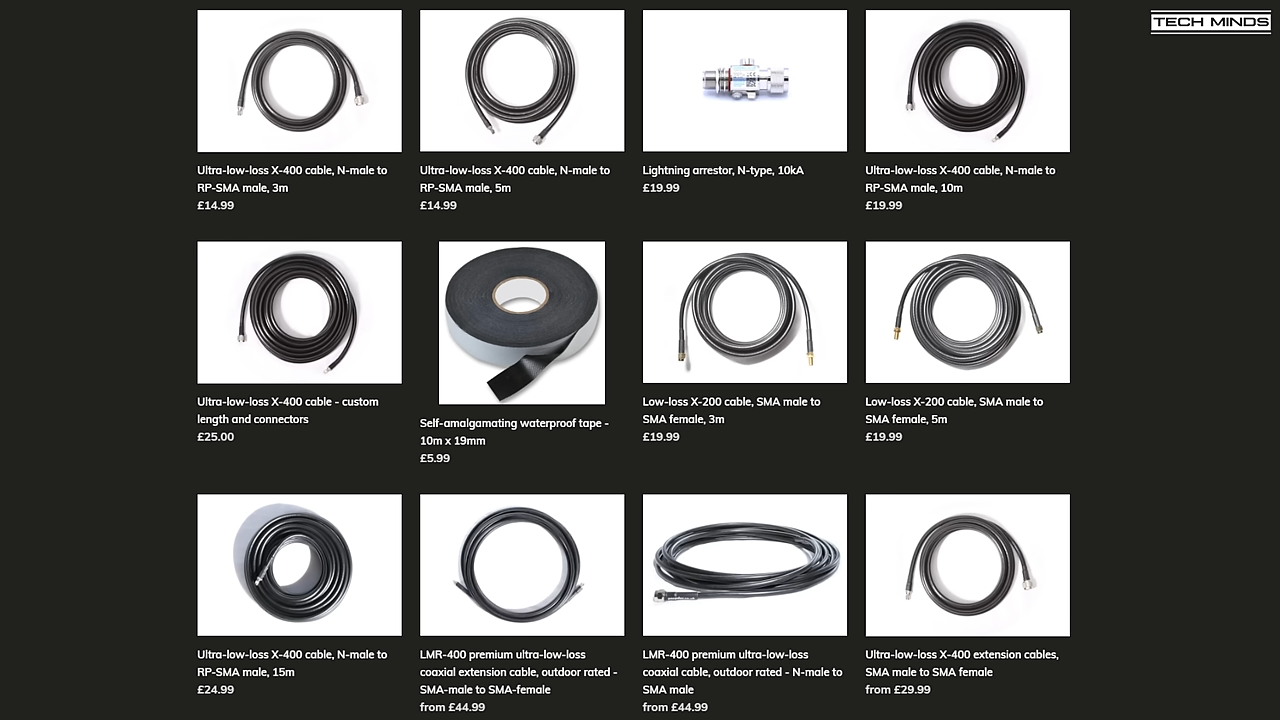 TECH MINDS
Ultra-low-loss X-400 cable, N-male to
RP-SMA male, 3m
£14.99
Ultra-low-loss X-400 cable, N-male to
RP-SMA male, 5m
£14.99
Lightning arrestor, N-type, 10kA
£19.99
Ultra-low-loss X-400 cable, N-male to
RP-SMA male, 10m
£19.99
Ultra-low-loss X-400 cable - custom
length and connectors
£25.00
Self-amalgamating waterproof tape -
10m x 19mm
£5.99
Low-loss X-200 cable, SMA male to
SMA female, 3m
£19.99
Low-loss X-200 cable, SMA male to
SMA female, 5m
£19.99
Ultra-low-loss X-400 cable, N-male to
RP-SMA male, 15m
£24.99
LMR-400 premium ultra-low-loss
coaxial extension cable, outdoor rated -
SMA-male to SMA-female
from £44.99
LMR-400 premium ultra-low-loss
coaxial cable, outdoor rated - N-male to
SMA male
from £44.99
Ultra-low-loss X-400 extension cables,
SMA male to SMA female
from £29.99